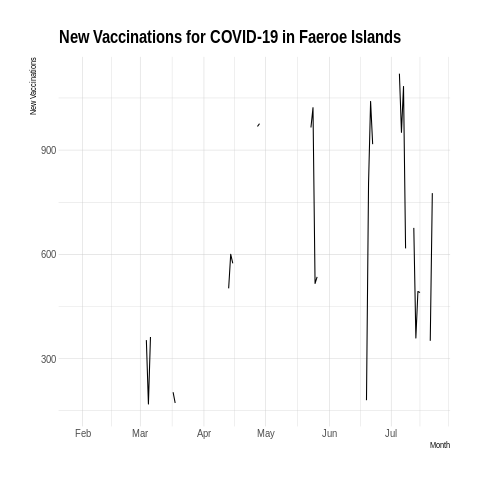 New Vaccinations for COVID-19 in Faeroe Islands
New Vaccinations
900
600
300
Feb Mar Apr May Jun Jul
Month